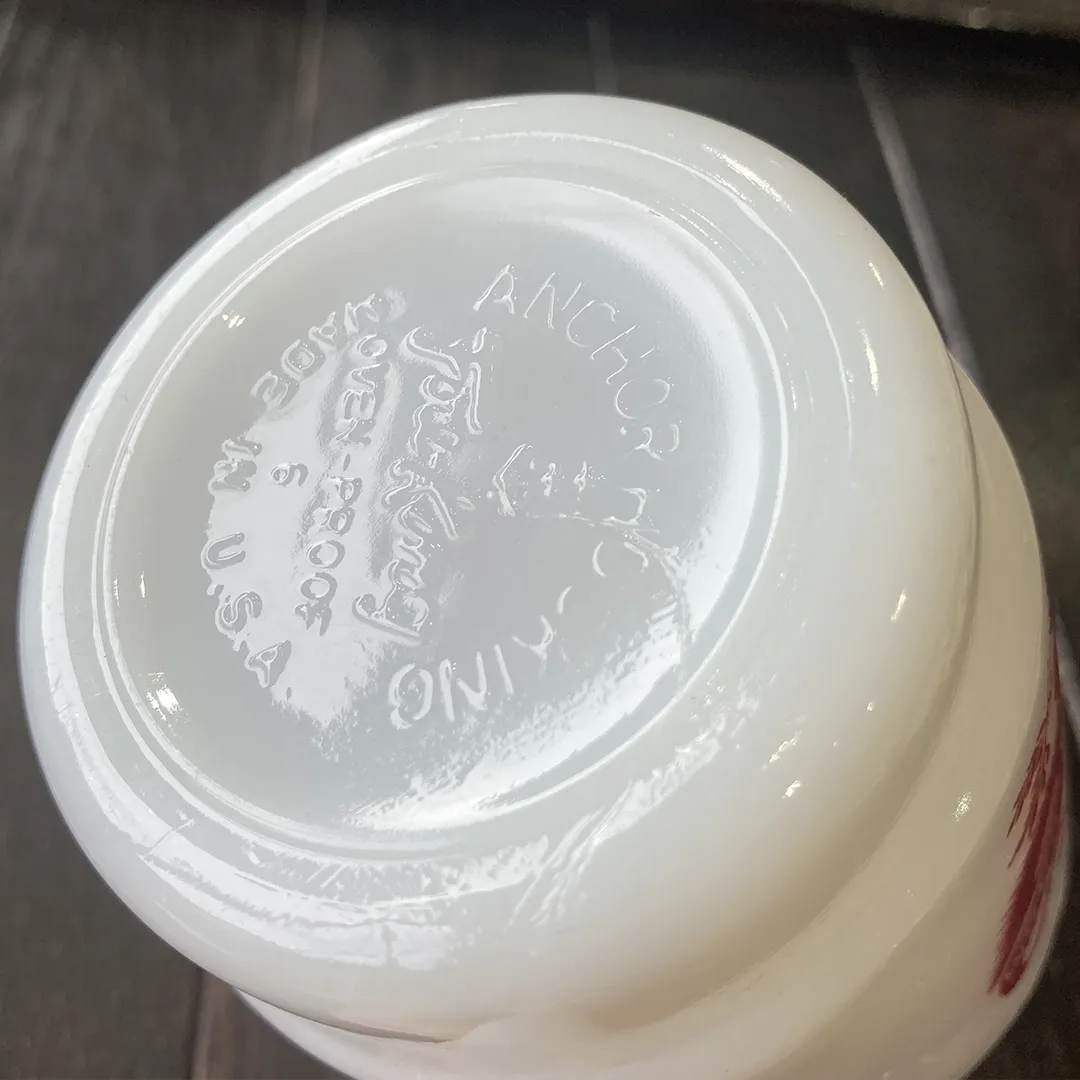 ANCHOR HOCKING
Fire-King
OVEN-PROOF
6
MADE IN U.S.A